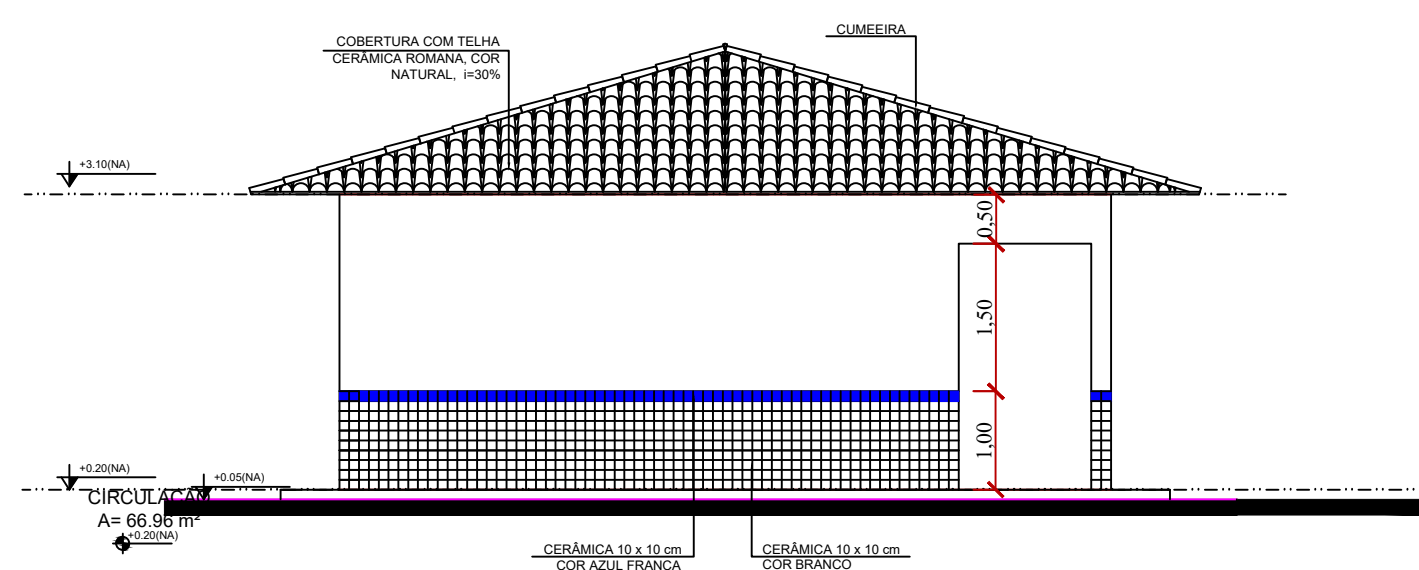 CUMEEIRA
COBERTURA COM TELHA
CERÂMICA ROMANA, COR
NATURAL, i=30%
+3.10(NA)
0,50
1,50
1,00
+0.20(NA)
+0.05(NA)
CIRCULAÇÃO
A= 66.96 m²
+0.20(NA)
CERÂMICA 10 x 10 cm
COR AZUL FRANÇA
CERÂMICA 10 x 10 cm
COR BRANCO